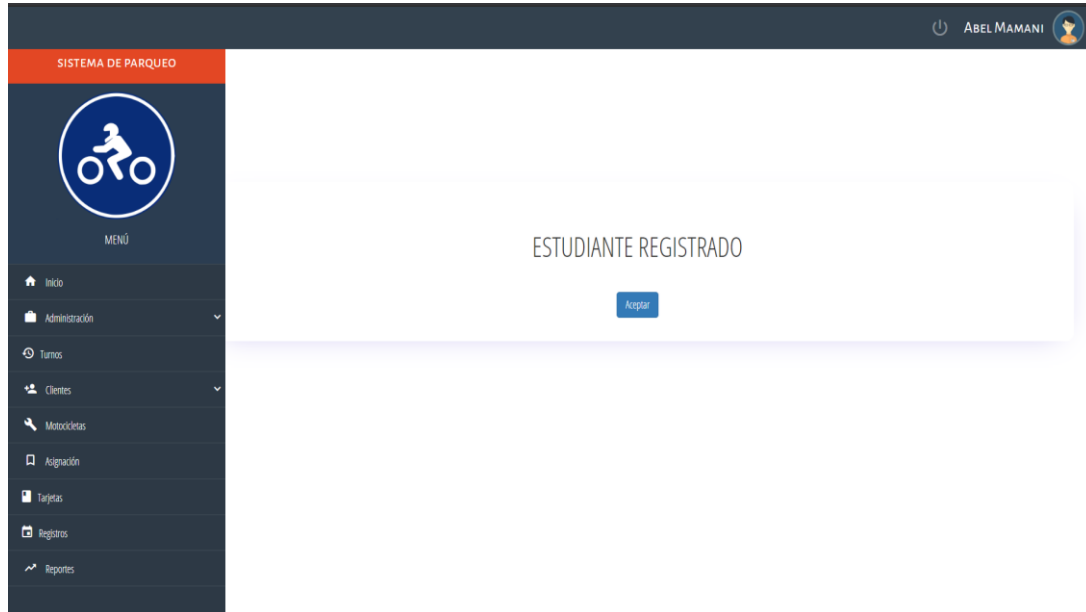 ABEL MAMANI
SISTEMA DE PARQUEO
MENÚ
Inicio
Administración
Turnos
Clientes
Motocicletas
Asignación
Tarjetas
Registros
Reportes
ESTUDIANTE REGISTRADO
Aceptar